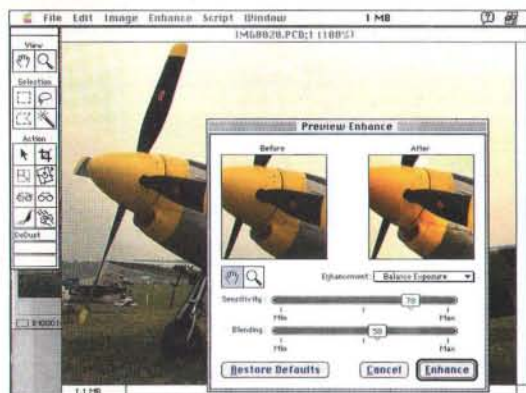 File Edit Image Enhance Script Window 1 MB
IMG0020.PCD;1 (100%)
View
Selection
Action
DeDust
Preview Enhance
Before After
Enhancement: Balance Exposure
Sensitivity 70
Min Max
Blending 50
Min Max
Restore Defaults Cancel Enhance
1.1 MB